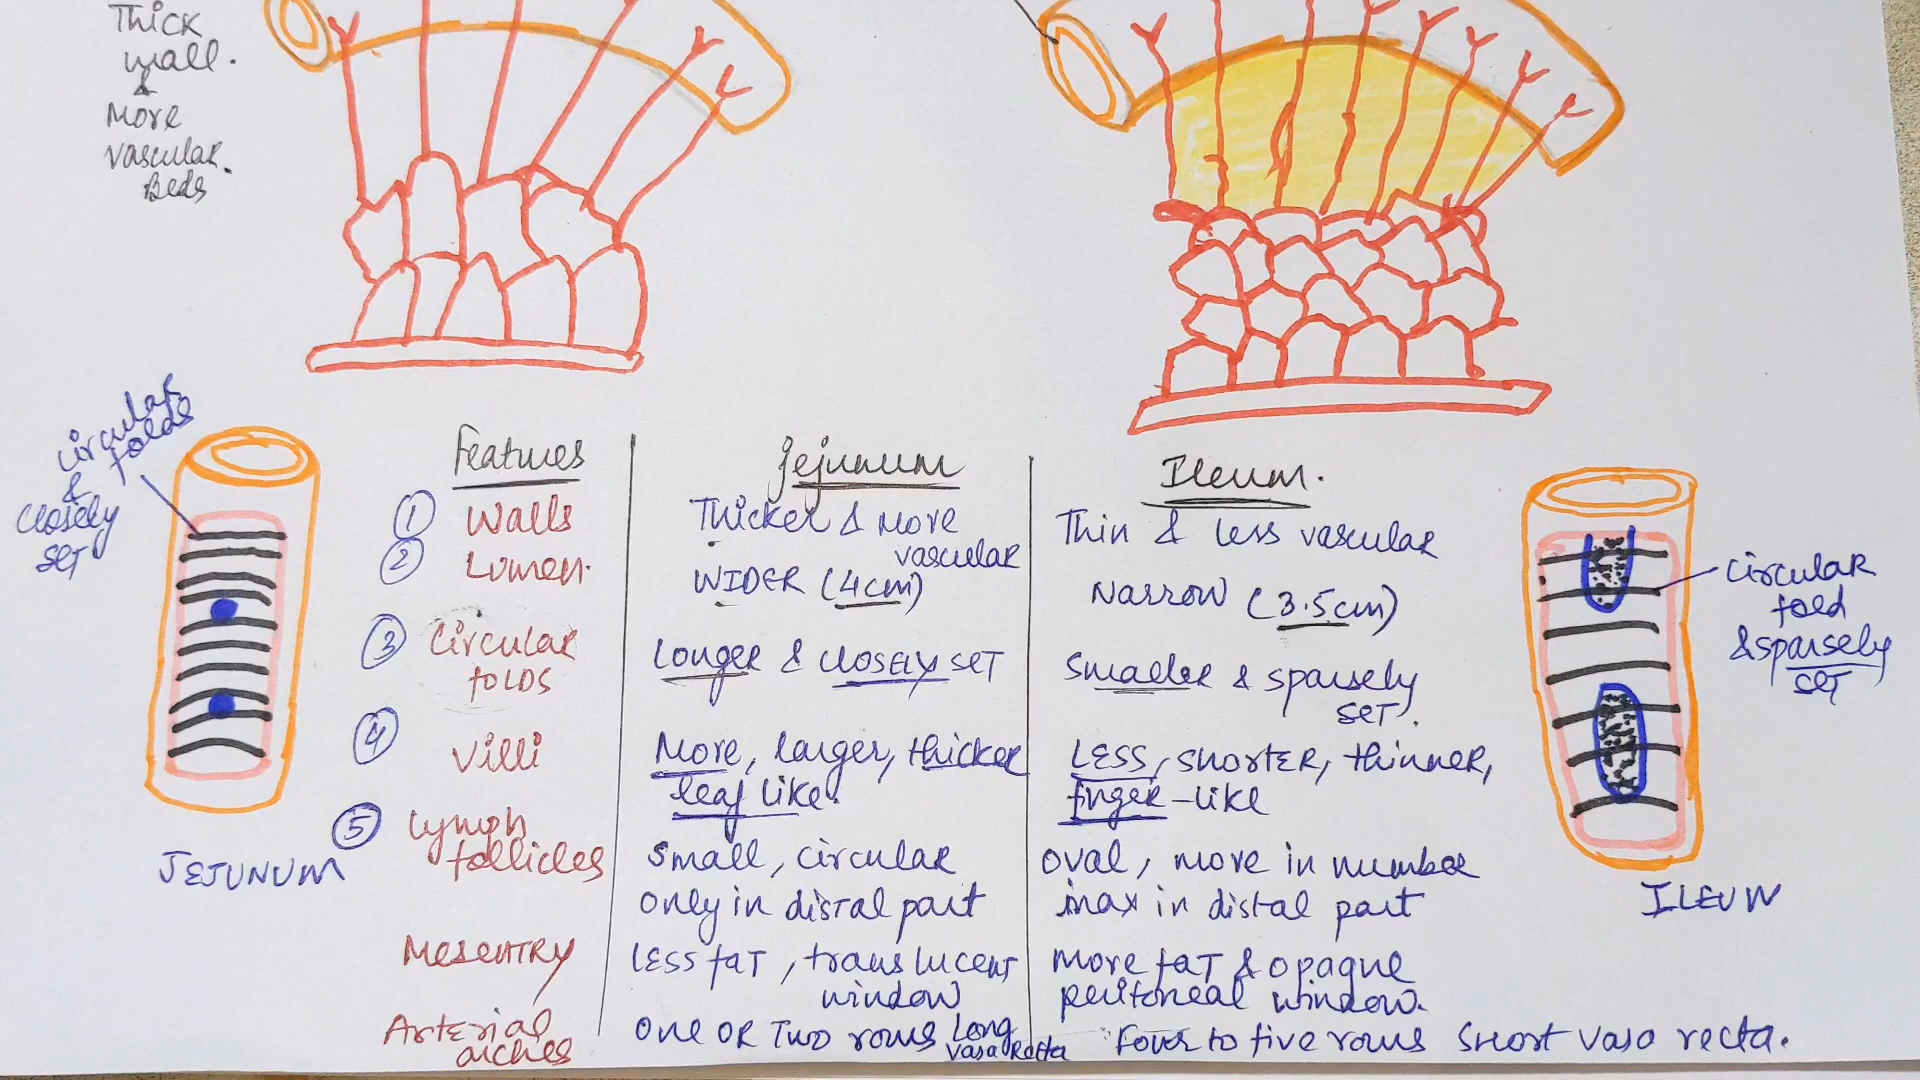 Thick
wall.
&
More
vascular.
Beds
circular
folds
&
closely
set
JEJUNUM
Features
Jejunum
Ileum.
① Walls
Thicker & More
vascular
Thin & less vascular
② Lumen.
WIDER (4cm)
Narrow (3.5cm)
③ Circular
folds
Longer & closely set
Smaller & sparsely
set.
④ Villi
More, larger, thicker
leaf like.
Less, shorter, thinner,
finger-like
⑤ Lymph
follicles
Small, circular
only in distal part
oval, more in number
max in distal part
Mesentry
Less fat, translucent
window
More fat & opaque
peritoneal window.
Arterial
arches
One OR Two rows Long
vasa recta
Four to five rows Short vasa recta.
circular
fold
& sparsely
set
ILEUM